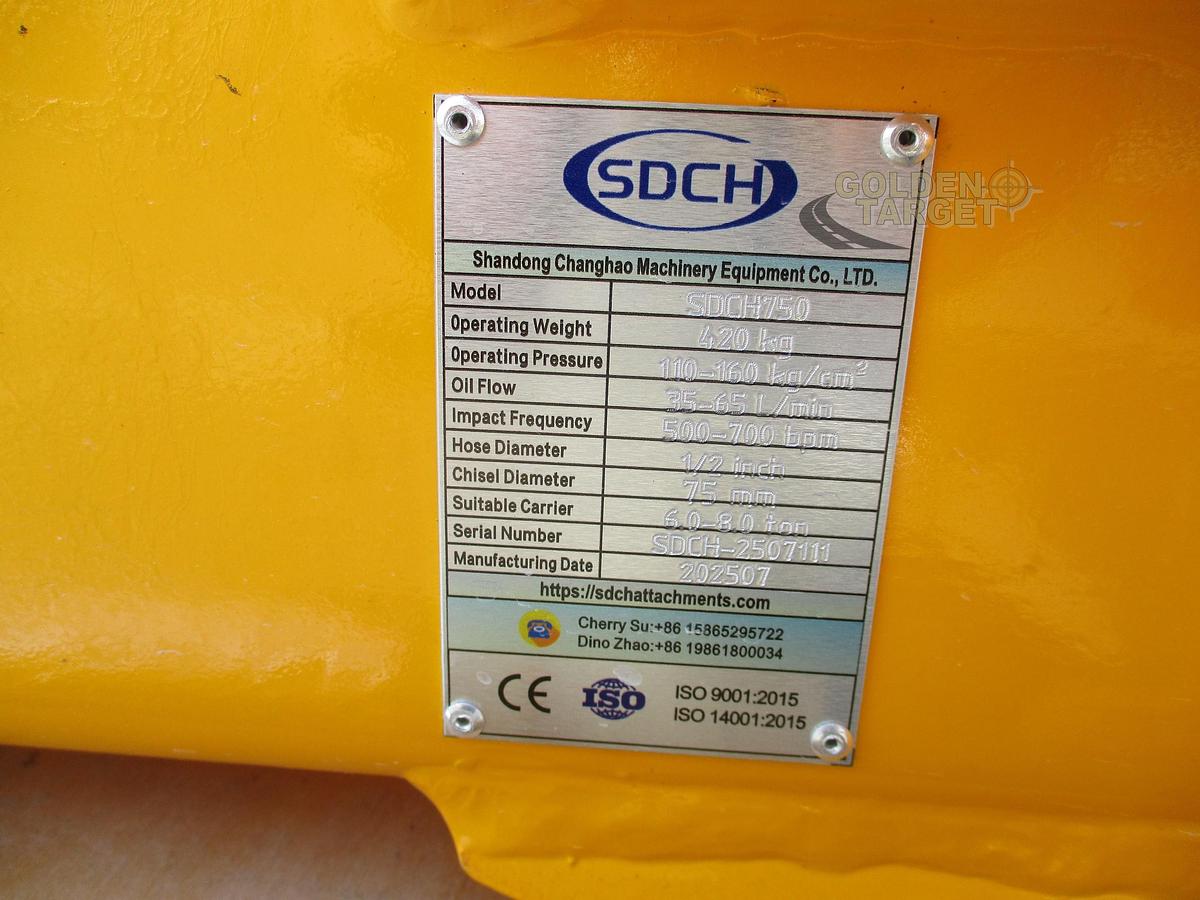 SDCH
GOLDEN
TARGET
Shandong Changhao Machinery Equipment Co., LTD.
Model SDCH750
Operating Weight 420 kg
Operating Pressure 110-160 kg/cm²
Oil Flow 35-65 L/min
Impact Frequency 500-700 bpm
Hose Diameter 1/2 inch
Chisel Diameter 75 mm
Suitable Carrier 6.0-8.0 ton
Serial Number SDCH-2507111
Manufacturing Date 202507
https://sdchattachments.com
Cherry Su:+86 15865295722
Dino Zhao:+86 19861800034
CE ISO ISO 9001:2015
ISO 14001:2015